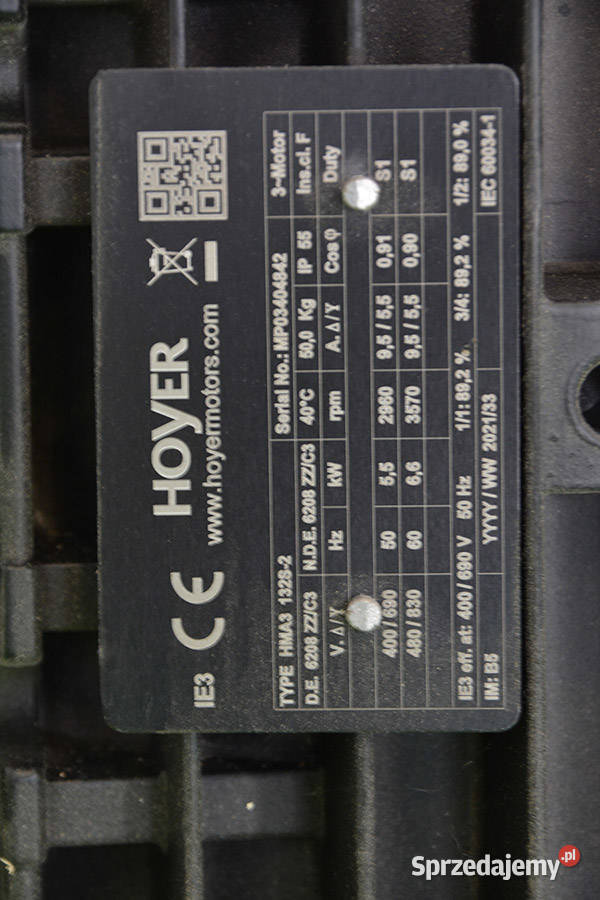 IE3 CE HOYER
www.hoyermotors.com
TYPE HMA3 132S-2 Serial No.: MP03404842 3~Motor
D.E. 6208 ZZ/C3 N.D.E. 6208 ZZ/C3 40°C 50,0 Kg IP 55 Ins.cl. F
V. Δ/Y Hz kW rpm A. Δ/Y Cos φ Duty
400 / 690 50 5,5 2960 9,5 / 5,5 0,91 S1
480 / 830 60 6,6 3570 9,5 / 5,5 0,90 S1
IE3 eff. at: 400 / 690 V 50 Hz 1/1: 89,2 % 3/4: 89,2 % 1/2: 89,0 %
IM: B5 YYYY / WW 2021/33 IEC 60034-1
Sprzedajemy.pl